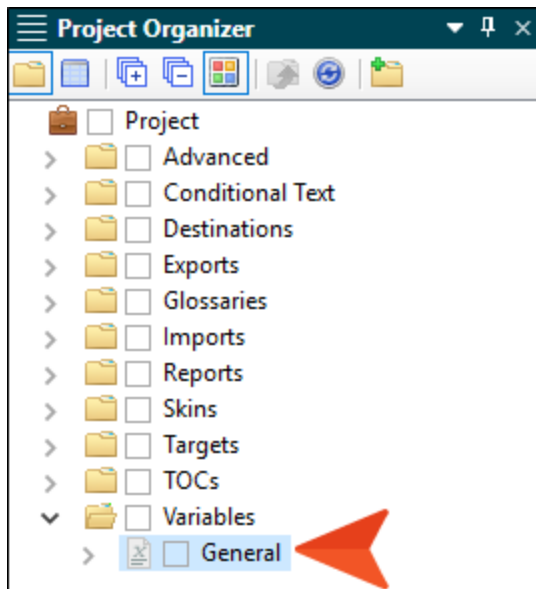 Project Organizer
Project
Advanced
Conditional Text
Destinations
Exports
Glossaries
Imports
Reports
Skins
Targets
TOCs
Variables
General